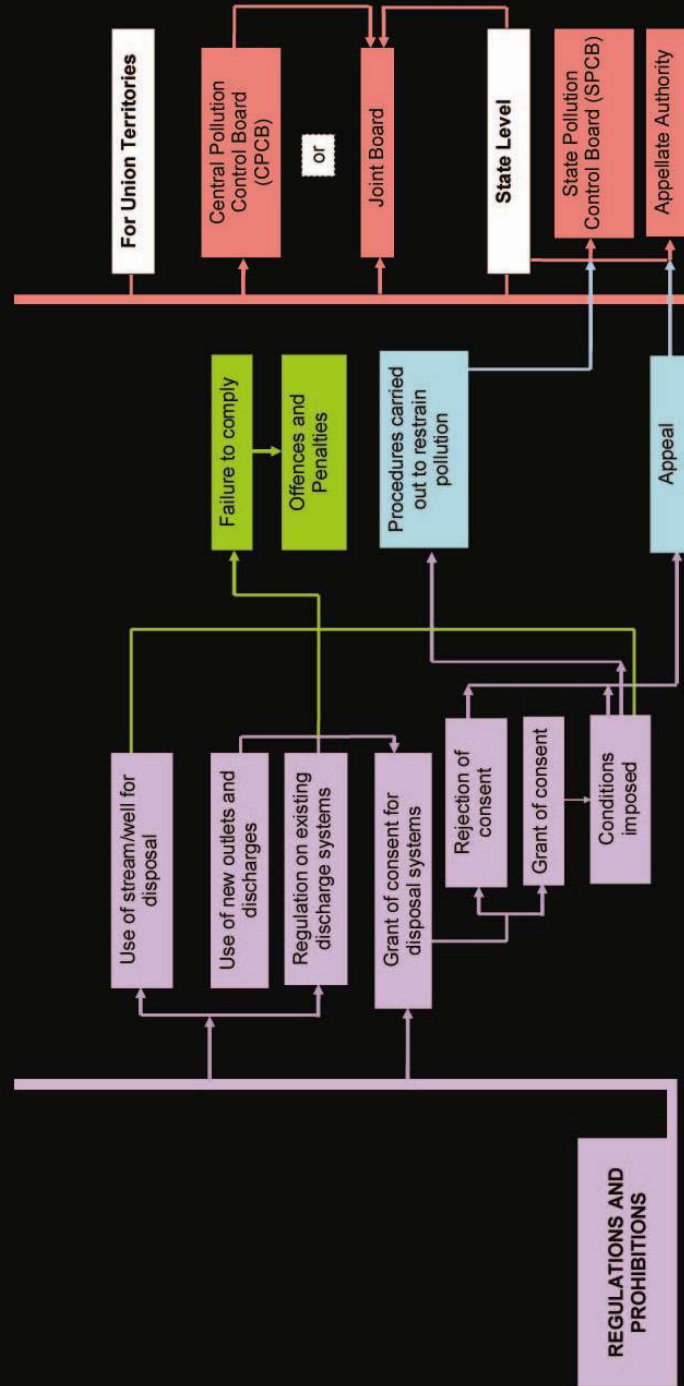 REGULATIONS AND
PROHIBITIONS
Use of stream/well for
disposal
Use of new outlets and
discharges
Regulation on existing
discharge systems
Grant of consent for
disposal systems
Rejection of
consent
Grant of consent
Conditions
imposed
Failure to comply
Offences and
Penalties
Procedures carried
out to restrain
pollution
Appeal
For Union Territories
Central Pollution
Control Board
(CPCB)
or
Joint Board
State Level
State Pollution
Control Board (SPCB)
Appellate Authority